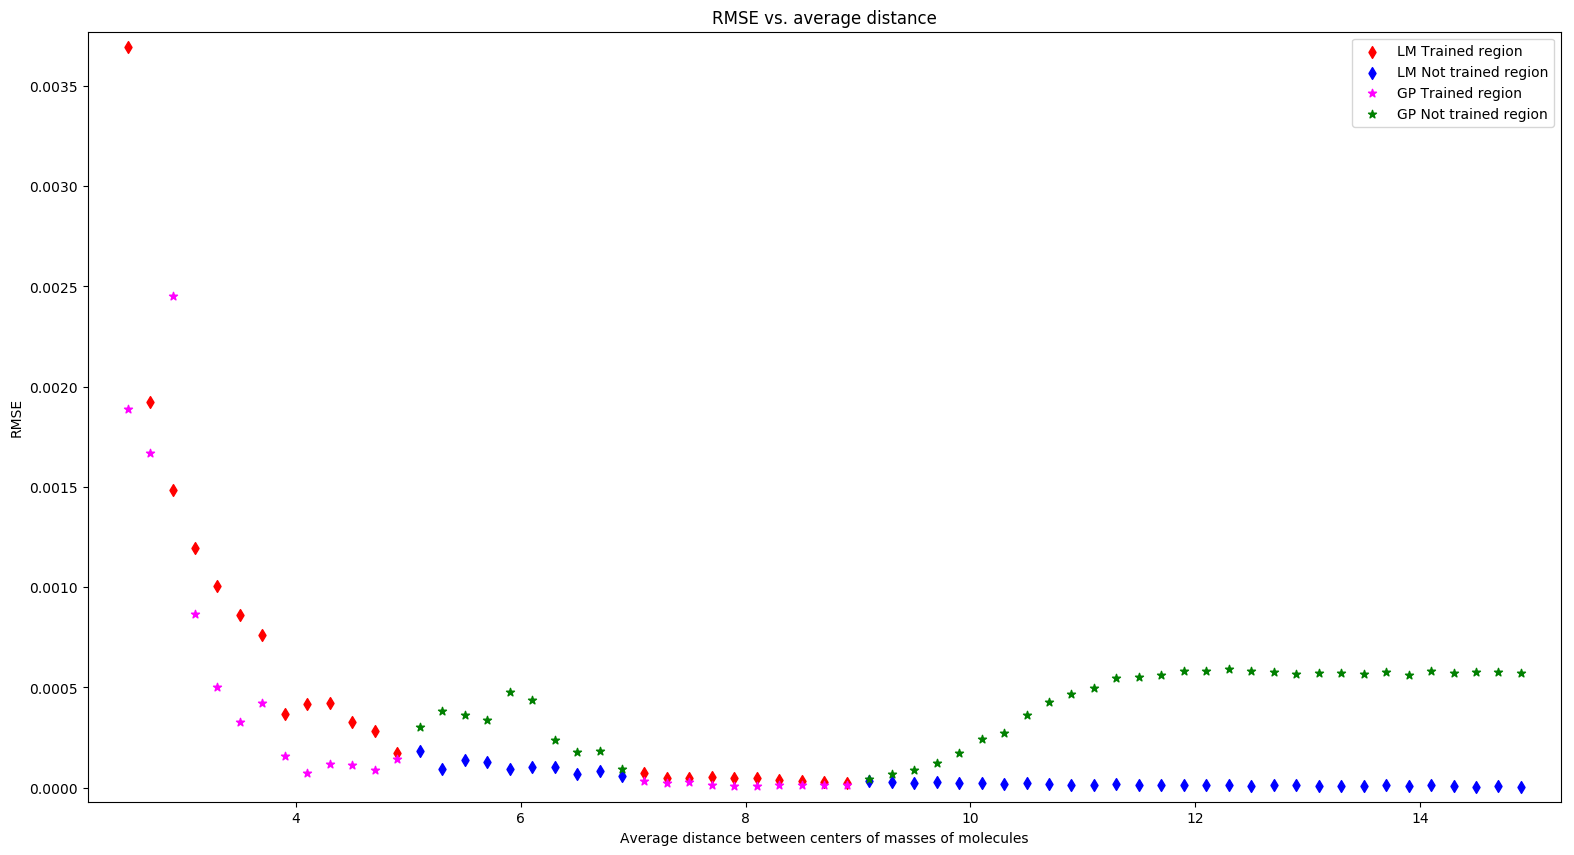 RMSE vs. average distance
LM Trained region
LM Not trained region
GP Trained region
GP Not trained region
RMSE
0.0035
0.0030
0.0025
0.0020
0.0015
0.0010
0.0005
0.0000
4
6
8
10
12
14
Average distance between centers of masses of molecules